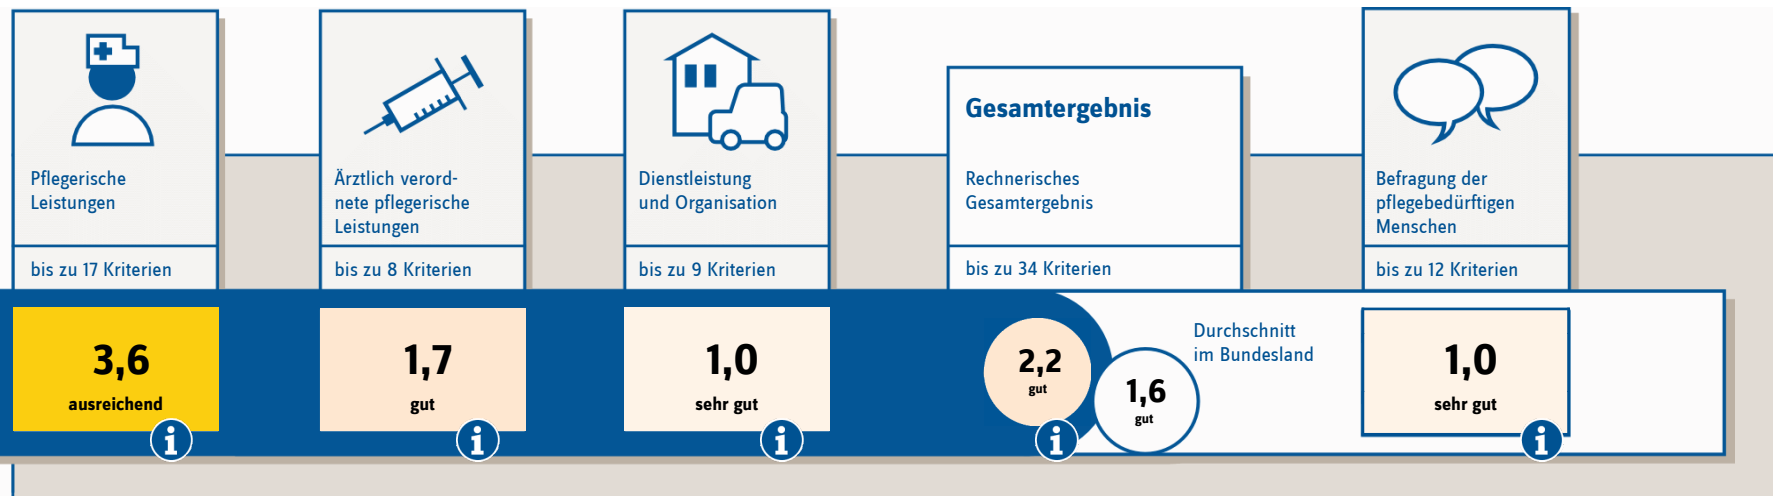 Pflegerische
Leistungen
bis zu 17 Kriterien
3,6
ausreichend
i
Ärztlich verord-
nete pflegerische
Leistungen
bis zu 8 Kriterien
1,7
gut
i
Dienstleistung
und Organisation
bis zu 9 Kriterien
1,0
sehr gut
i
Gesamtergebnis
Rechnerisches
Gesamtergebnis
bis zu 34 Kriterien
2,2
gut
i
1,6
gut
Durchschnitt
im Bundesland
Befragung der
pflegebedürftigen
Menschen
bis zu 12 Kriterien
1,0
sehr gut
i